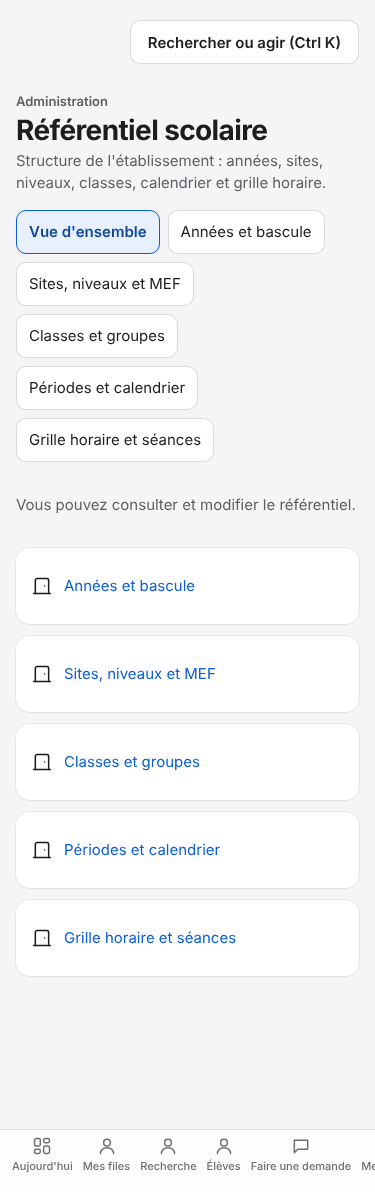 Rechercher ou agir (Ctrl K)
Administration
Référentiel scolaire
Structure de l'établissement : années, sites,
niveaux, classes, calendrier et grille horaire.
Vue d'ensemble
Années et bascule
Sites, niveaux et MEF
Classes et groupes
Périodes et calendrier
Grille horaire et séances
Vous pouvez consulter et modifier le référentiel.
Années et bascule
Sites, niveaux et MEF
Classes et groupes
Périodes et calendrier
Grille horaire et séances
Aujourd'hui
Mes files
Recherche
Élèves
Faire une demande